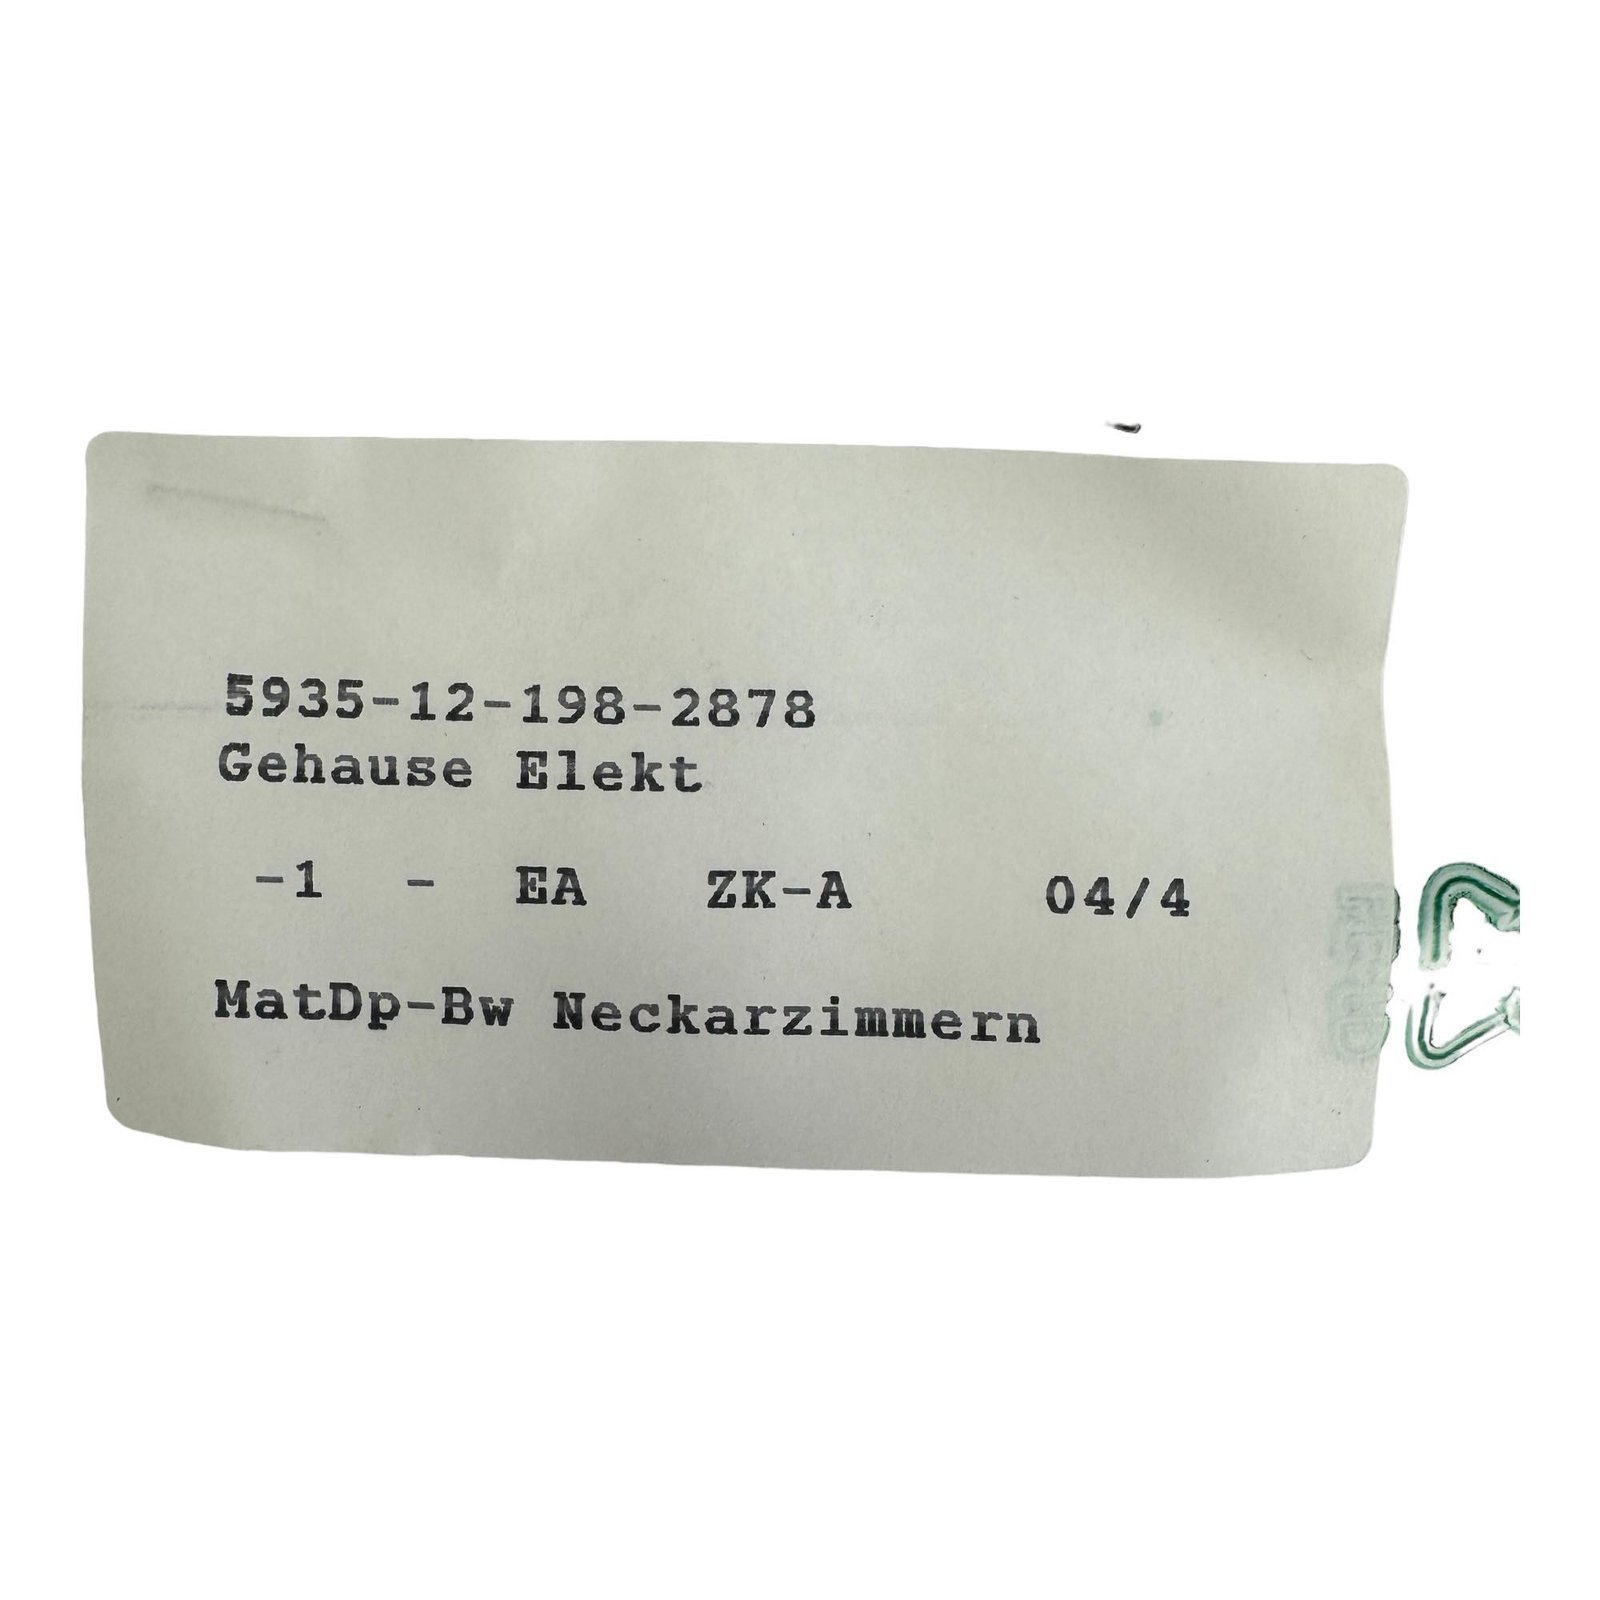 5935-12-198-2878
Gehause Elekt
-1 - EA ZK-A 04/4
MatDp-Bw Neckarzimmern